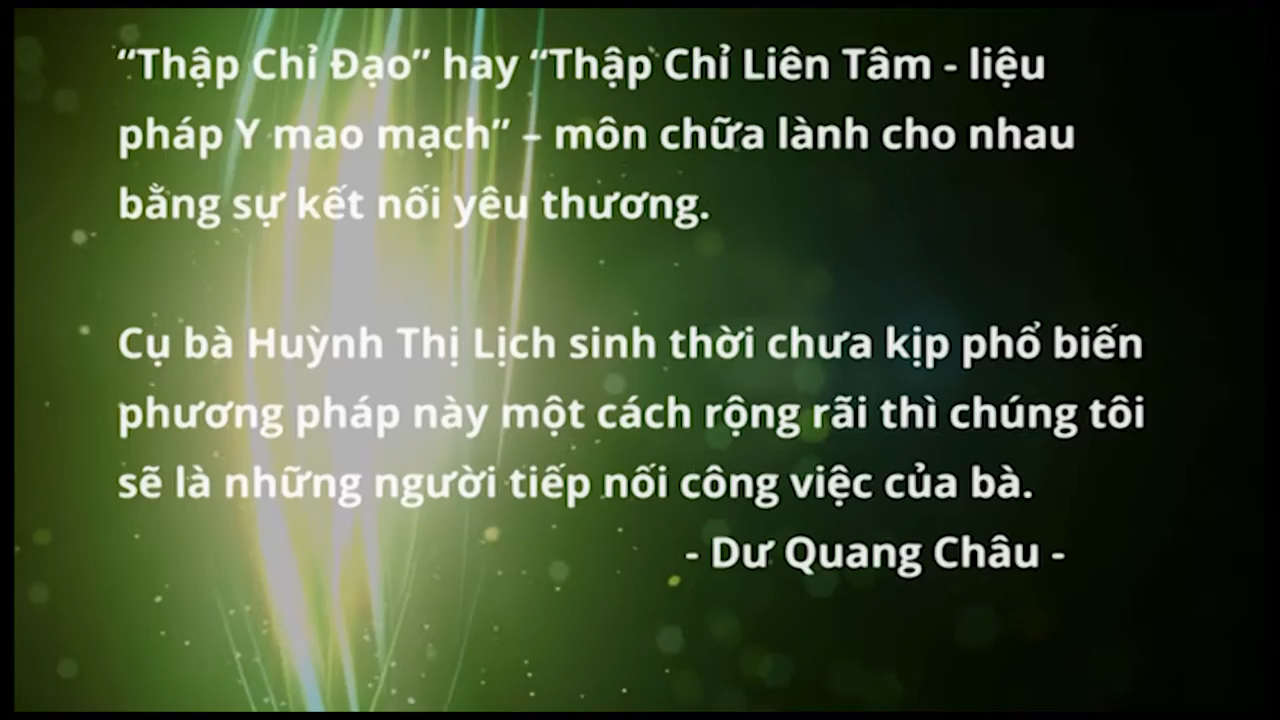 “Thập Chỉ Đạo” hay “Thập Chỉ Liên Tâm - liệu
pháp Y mao mạch” – môn chữa lành cho nhau
bằng sự kết nối yêu thương.
Cụ bà Huỳnh Thị Lịch sinh thời chưa kịp phổ biến
phương pháp này một cách rộng rãi thì chúng tôi
sẽ là những người tiếp nối công việc của bà.
- Dư Quang Châu -